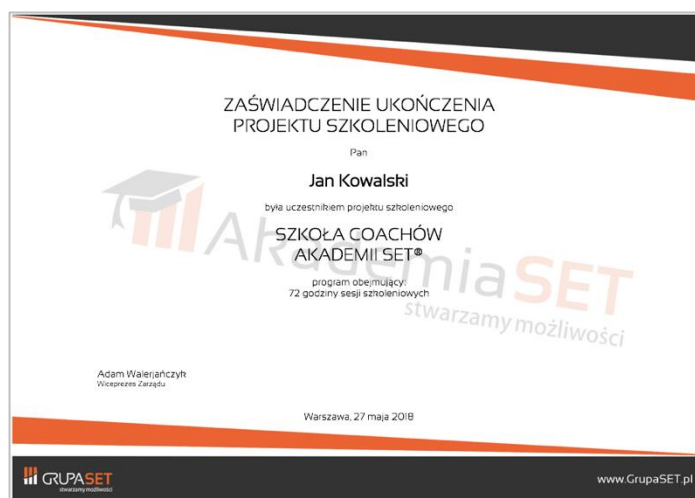 ZAŚWIADCZENIE UKOŃCZENIA
PROJEKTU SZKOLENIOWEGO
Pan
Jan Kowalski
była uczestnikiem projektu szkoleniowego
SZKOŁA COACHÓW
AKADEMII SET®
program obejmujący:
72 godziny sesji szkoleniowych
AkademiaSET
stwarzamy możliwości
Adam Walerjańczyk
Wiceprezes Zarządu
Warszawa, 27 maja 2018
GRUPASET
stwarzamy możliwości
www.GrupaSET.pl